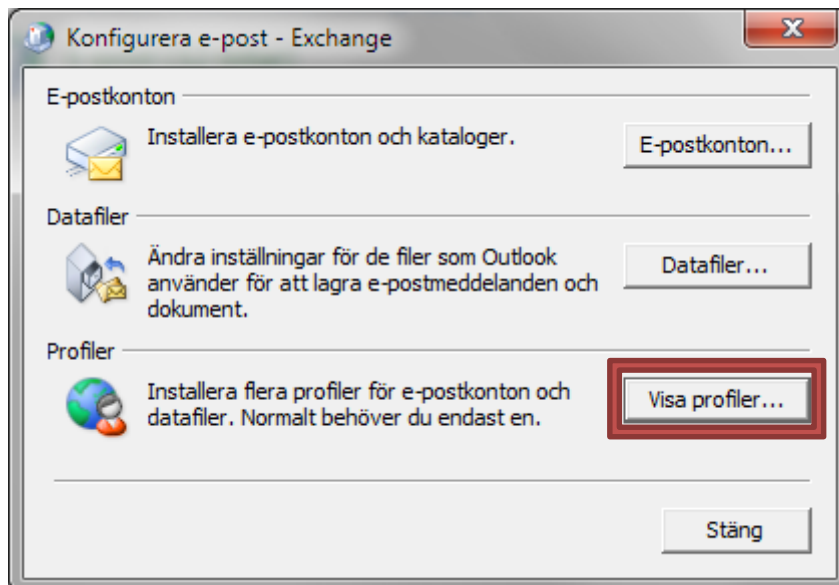 Konfigurera e-post - Exchange
E-postkonton
Installera e-postkonton och kataloger.
E-postkonton...
Datafiler
Ändra inställningar för de filer som Outlook
använder för att lagra e-postmeddelanden och
dokument.
Datafiler...
Profiler
Installera flera profiler för e-postkonton och
datafiler. Normalt behöver du endast en.
Visa profiler...
Stäng